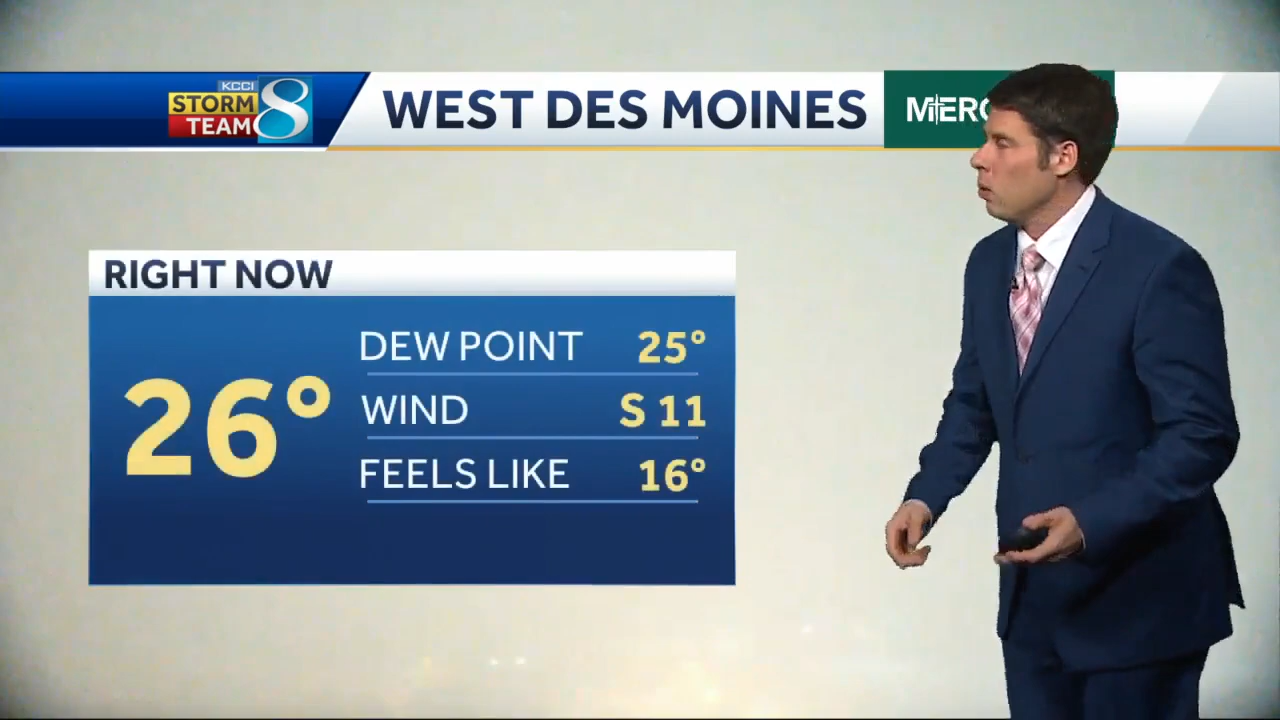 KCCI
STORM
TEAM 8
WEST DES MOINES
RIGHT NOW
26°
DEW POINT 25°
WIND S 11
FEELS LIKE 16°